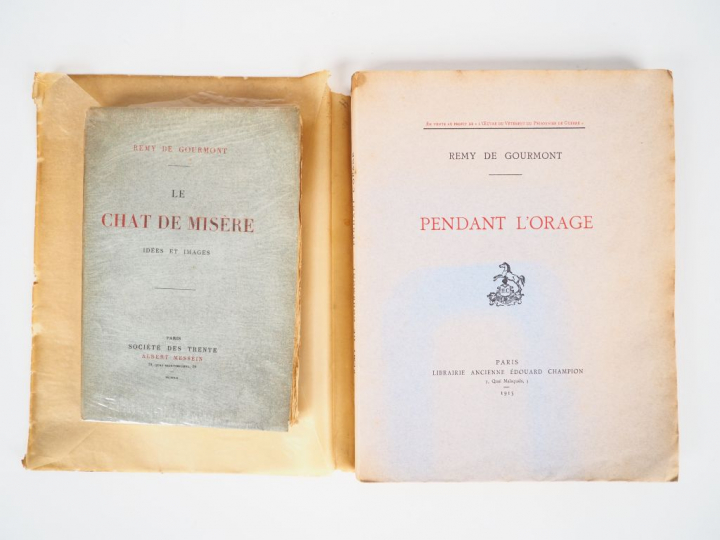 REMY DE GOURMONT
LE
CHAT DE MISÈRE
IDÉES ET IMAGES
PARIS
SOCIÉTÉ DES TRENTE
ALBERT MESSEIN
REMY DE GOURMONT
PENDANT L'ORAGE
PARIS
LIBRAIRIE ANCIENNE ÉDOUARD CHAMPION
5, Quai Malaquais, 5
1915